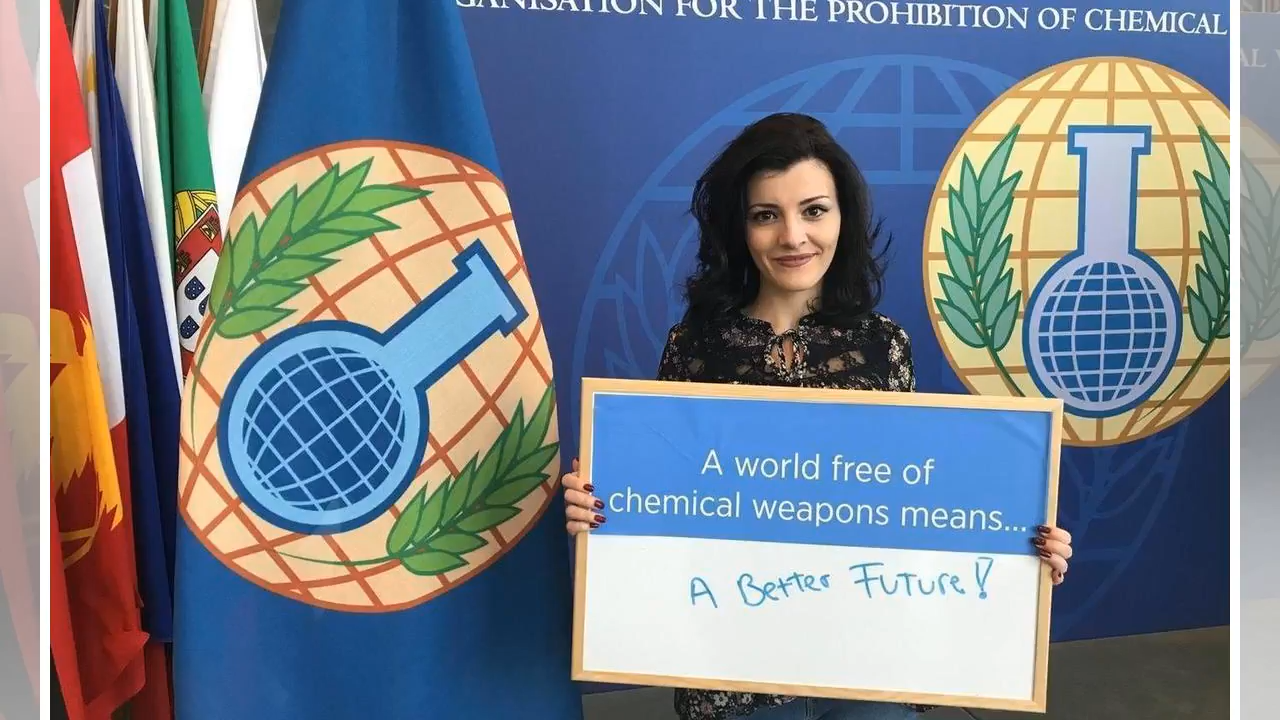 GANISATION FOR THE PROHIBITION OF CHEMICAL
A world free of
chemical weapons means...
A Better Future!